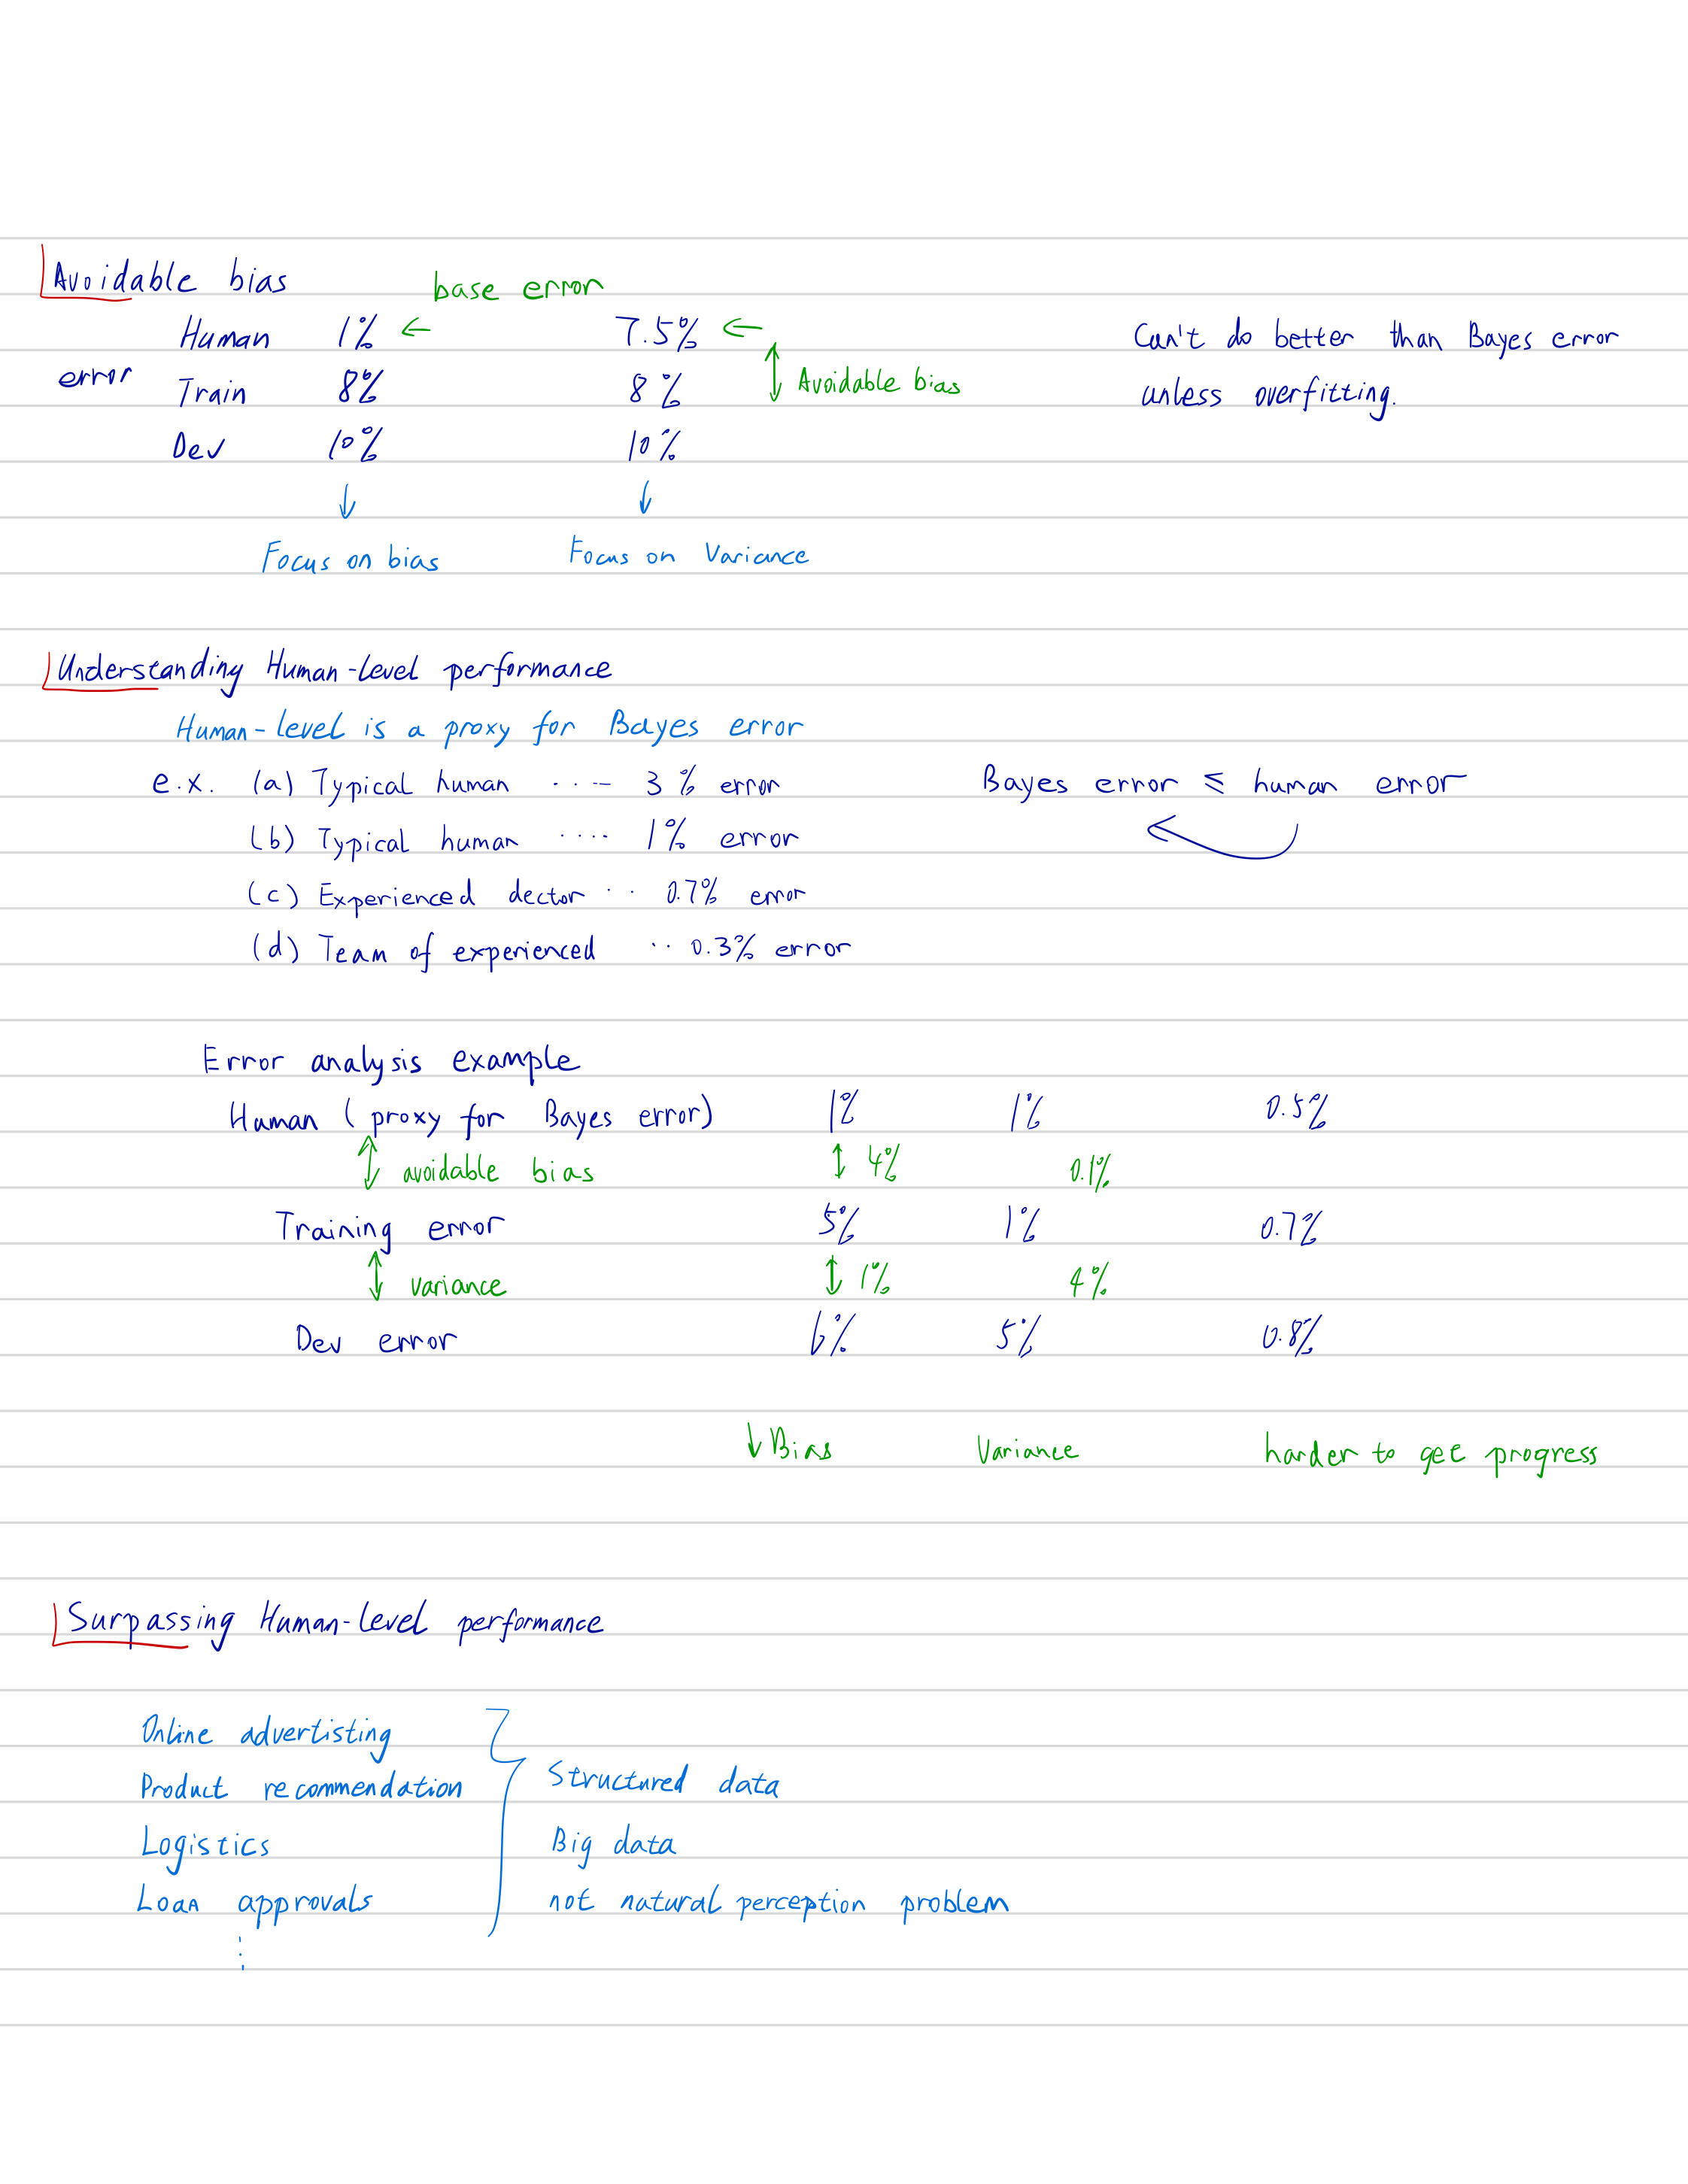 Avoidable bias
base error
Human 1% ← 7.5% ← Can't do better than Bayes error
error Train 8% 8% ↕ Avoidable bias unless overfitting.
Dev 10% 10%
↓ ↓
Focus on bias Focus on Variance
Understanding Human-level performance
Human-level is a proxy for Bayes error
e.x. (a) Typical human ···- 3% error Bayes error ≤ human error
(b) Typical human ···· 1% error
(c) Experienced dector ·· ·· 0.7% error
(d) Team of experienced ·· 0.3% error
Error analysis example
Human (proxy for Bayes error) 1% 1% 0.5%
↕ avoidable bias ↕ 4% 0.1%
Training error 5% 1% 0.7%
↕ variance ↕ 1% 4%
Dev error 6% 5% 0.8%
↓ Bias Variance harder to get progress
Surpassing Human-level performance
Online advertisting
Product recommendation Structured data
Logistics Big data
Loan approvals not natural perception problem
⋮